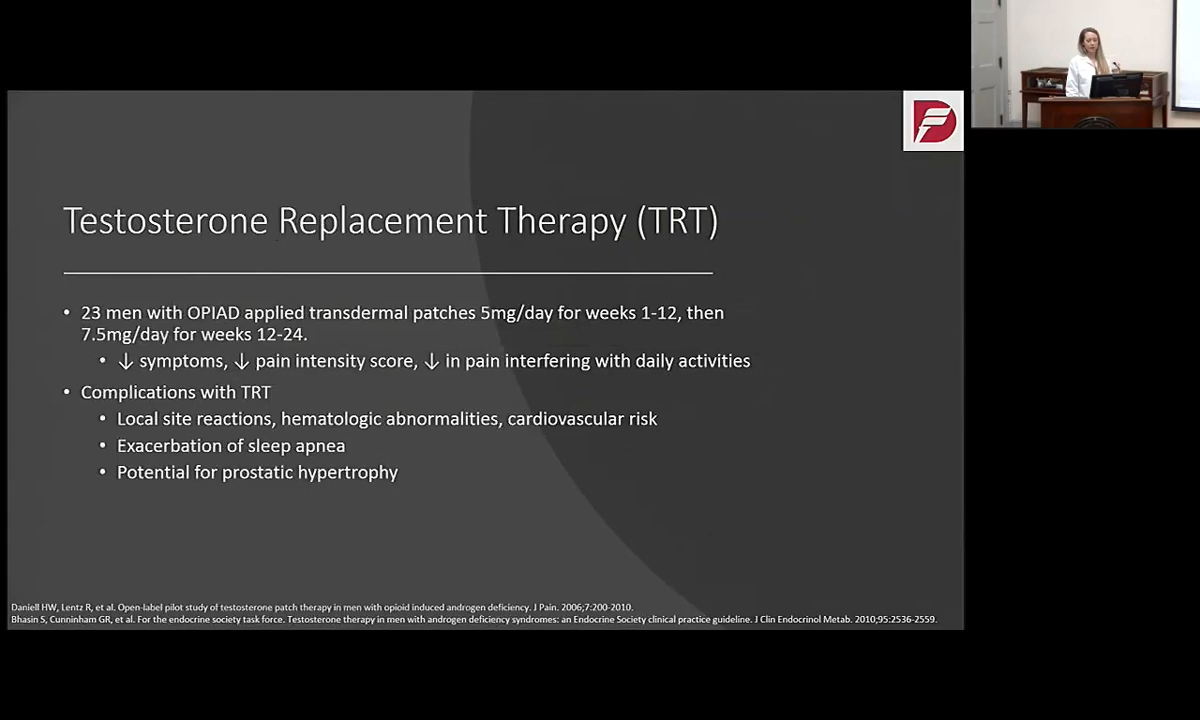 Testosterone Replacement Therapy (TRT)
• 23 men with OPIAD applied transdermal patches 5mg/day for weeks 1-12, then
7.5mg/day for weeks 12-24.
• ↓ symptoms, ↓ pain intensity score, ↓ in pain interfering with daily activities
• Complications with TRT
• Local site reactions, hematologic abnormalities, cardiovascular risk
• Exacerbation of sleep apnea
• Potential for prostatic hypertrophy
Daniell HW, Lentz R, et al. Open-label pilot study of testosterone patch therapy in men with opioid induced androgen deficiency. J Pain. 2006;7:200-2010.
Bhasin S, Cunninham GR, et al. For the endocrine society task force. Testosterone therapy in men with androgen deficiency syndromes: an Endocrine Society clinical practice guideline. J Clin Endocrinol Metab. 2010;95:2536-2559.